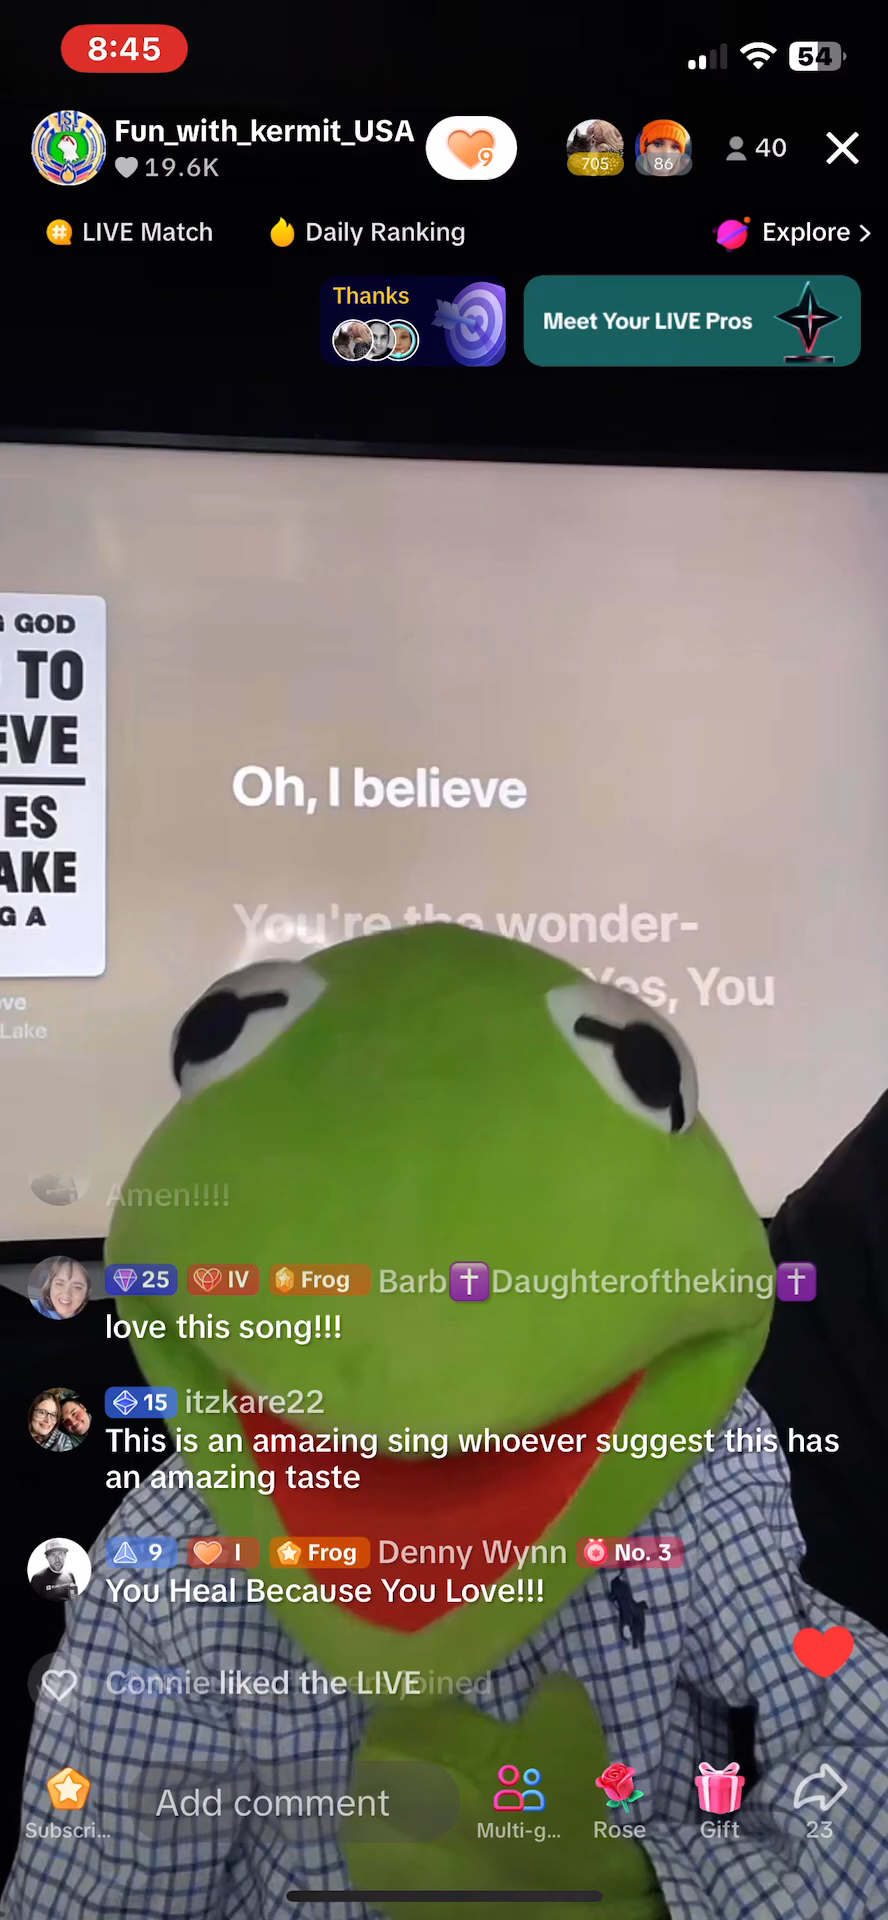 8:45
54
Fun_with_kermit_USA
19.6K
9
705
86
40
LIVE Match
Daily Ranking
Explore >
Thanks
Meet Your LIVE Pros
GOD
TO
EVE
ES
AKE
G A
ve
Lake
Oh, I believe
You're the wonder-
Yes, You
Amen!!!!
25 IV Frog Barb✝️Daughteroftheking✝️
love this song!!!
15 itzkare22
This is an amazing sing whoever suggest this has
an amazing taste
9 I Frog Denny Wynn No. 3
You Heal Because You Love!!!
Connie liked the LIVE
joined
Add comment
Subscri...
Multi-g...
Rose
Gift
23